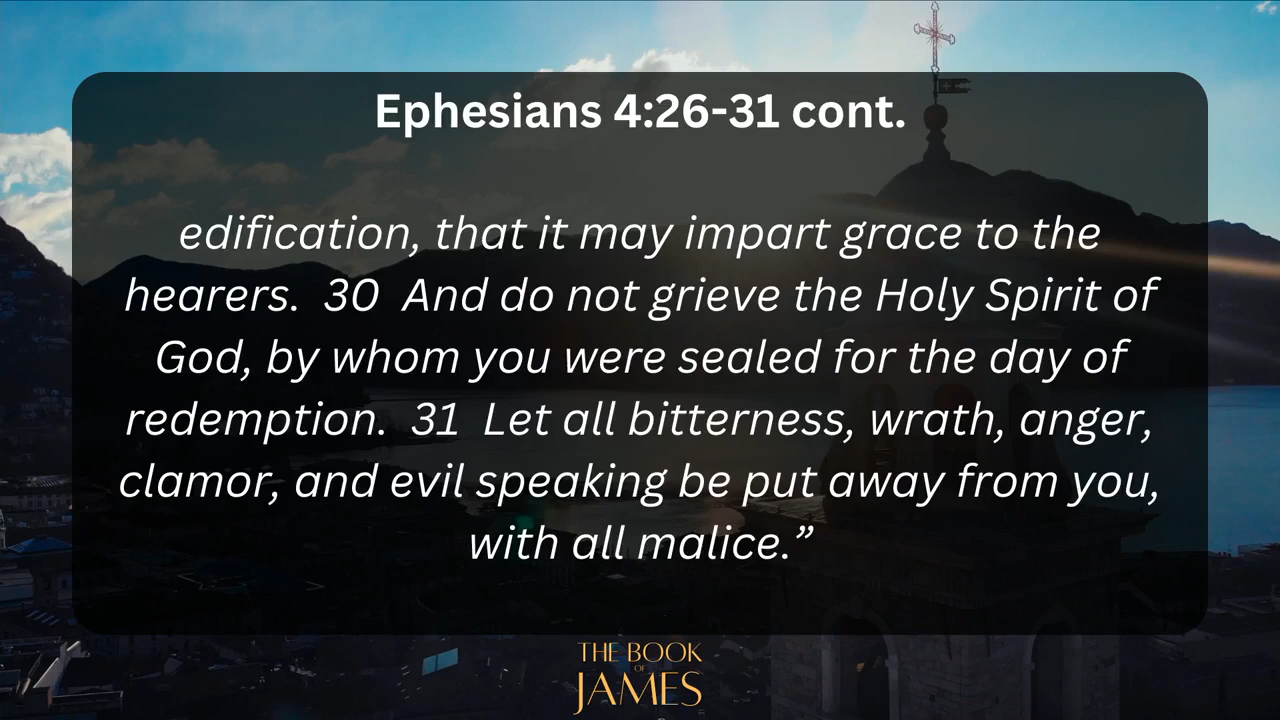 Ephesians 4:26-31 cont.
edification, that it may impart grace to the
hearers.  30  And do not grieve the Holy Spirit of
God, by whom you were sealed for the day of
redemption.  31  Let all bitterness, wrath, anger,
clamor, and evil speaking be put away from you,
with all malice.”
THE BOOK
OF
JAMES